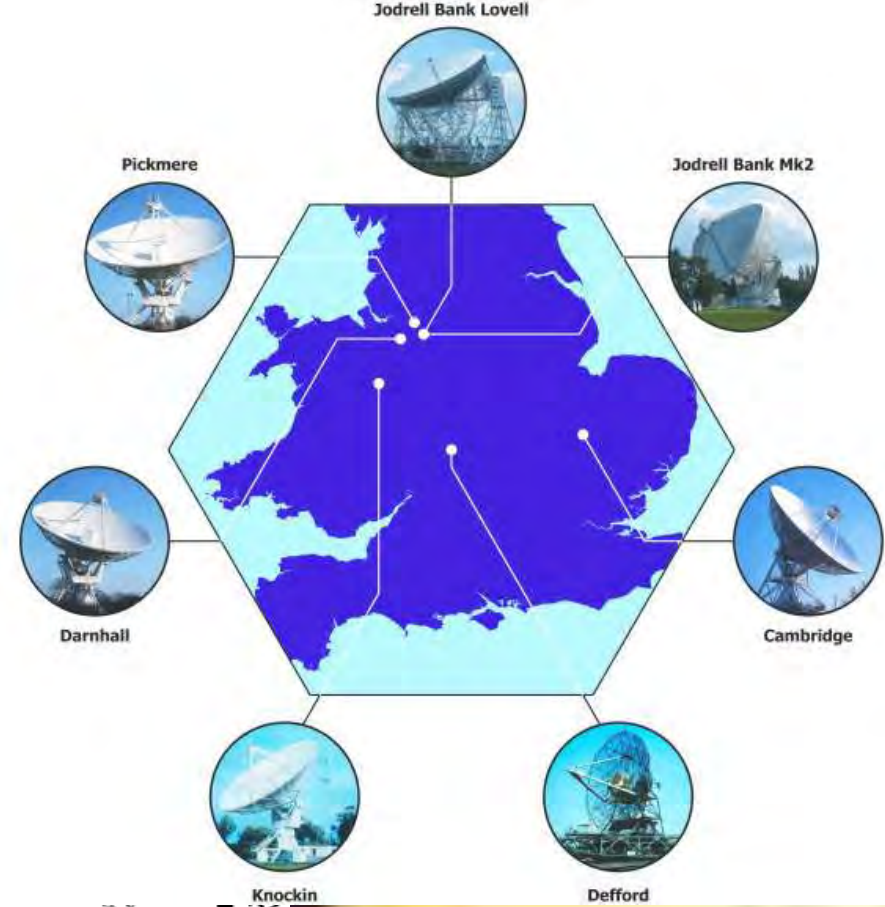 Jodrell Bank Lovell
Pickmere
Jodrell Bank Mk2
Darnhall
Cambridge
Knockin
Defford